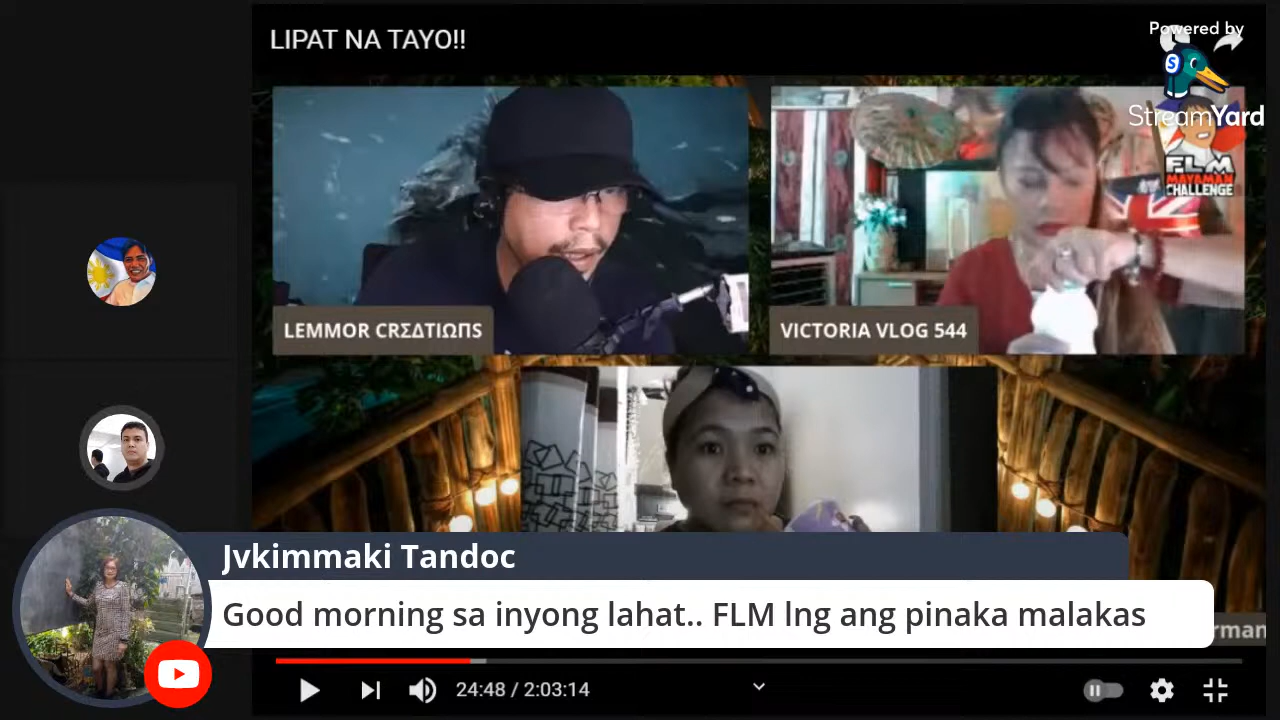 LIPAT NA TAYO!!
Powered by
StreamYard
FLM
MAYAMAN
CHALLENGE
LEMMOR CRΣΔTIΩΠS
VICTORIA VLOG 544
Jvkimmaki Tandoc
Good morning sa inyong lahat.. FLM lng ang pinaka malakas
24:48 / 2:03:14